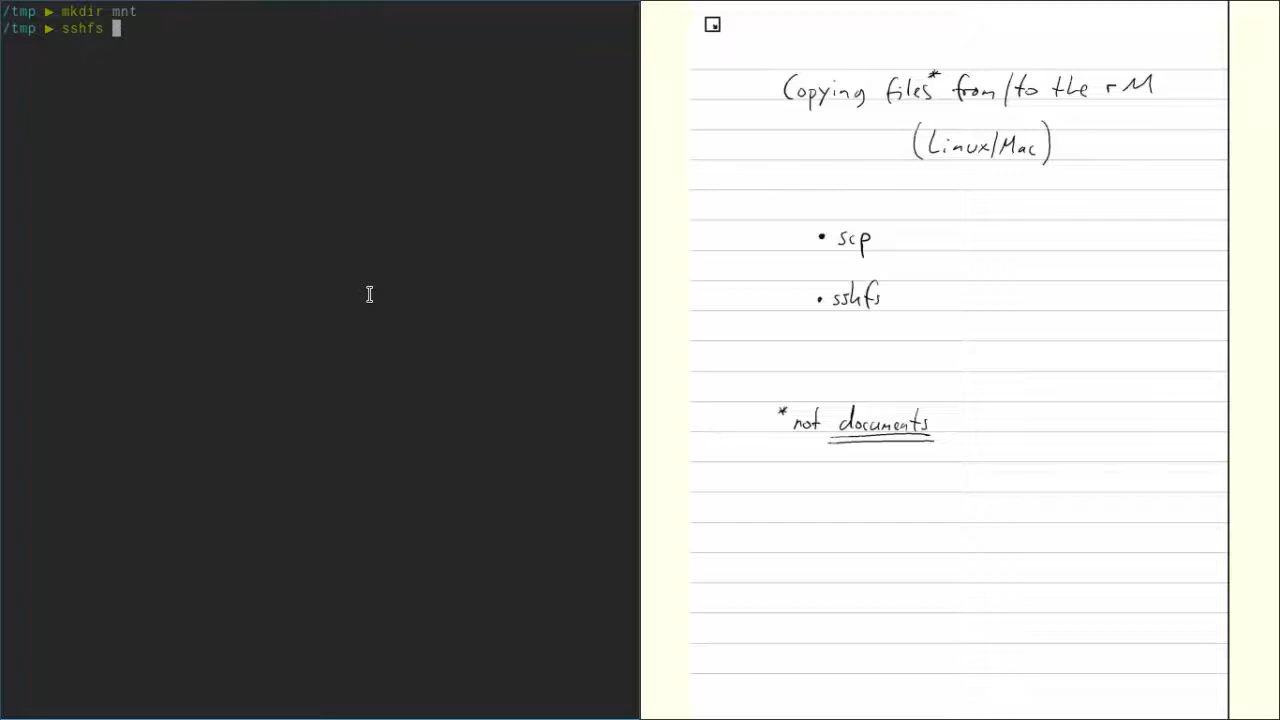 /tmp ▶ mkdir mnt
/tmp ▶ sshfs
Copying files* from/to the rM
(Linux/Mac)
• scp
• sshfs
*not documents